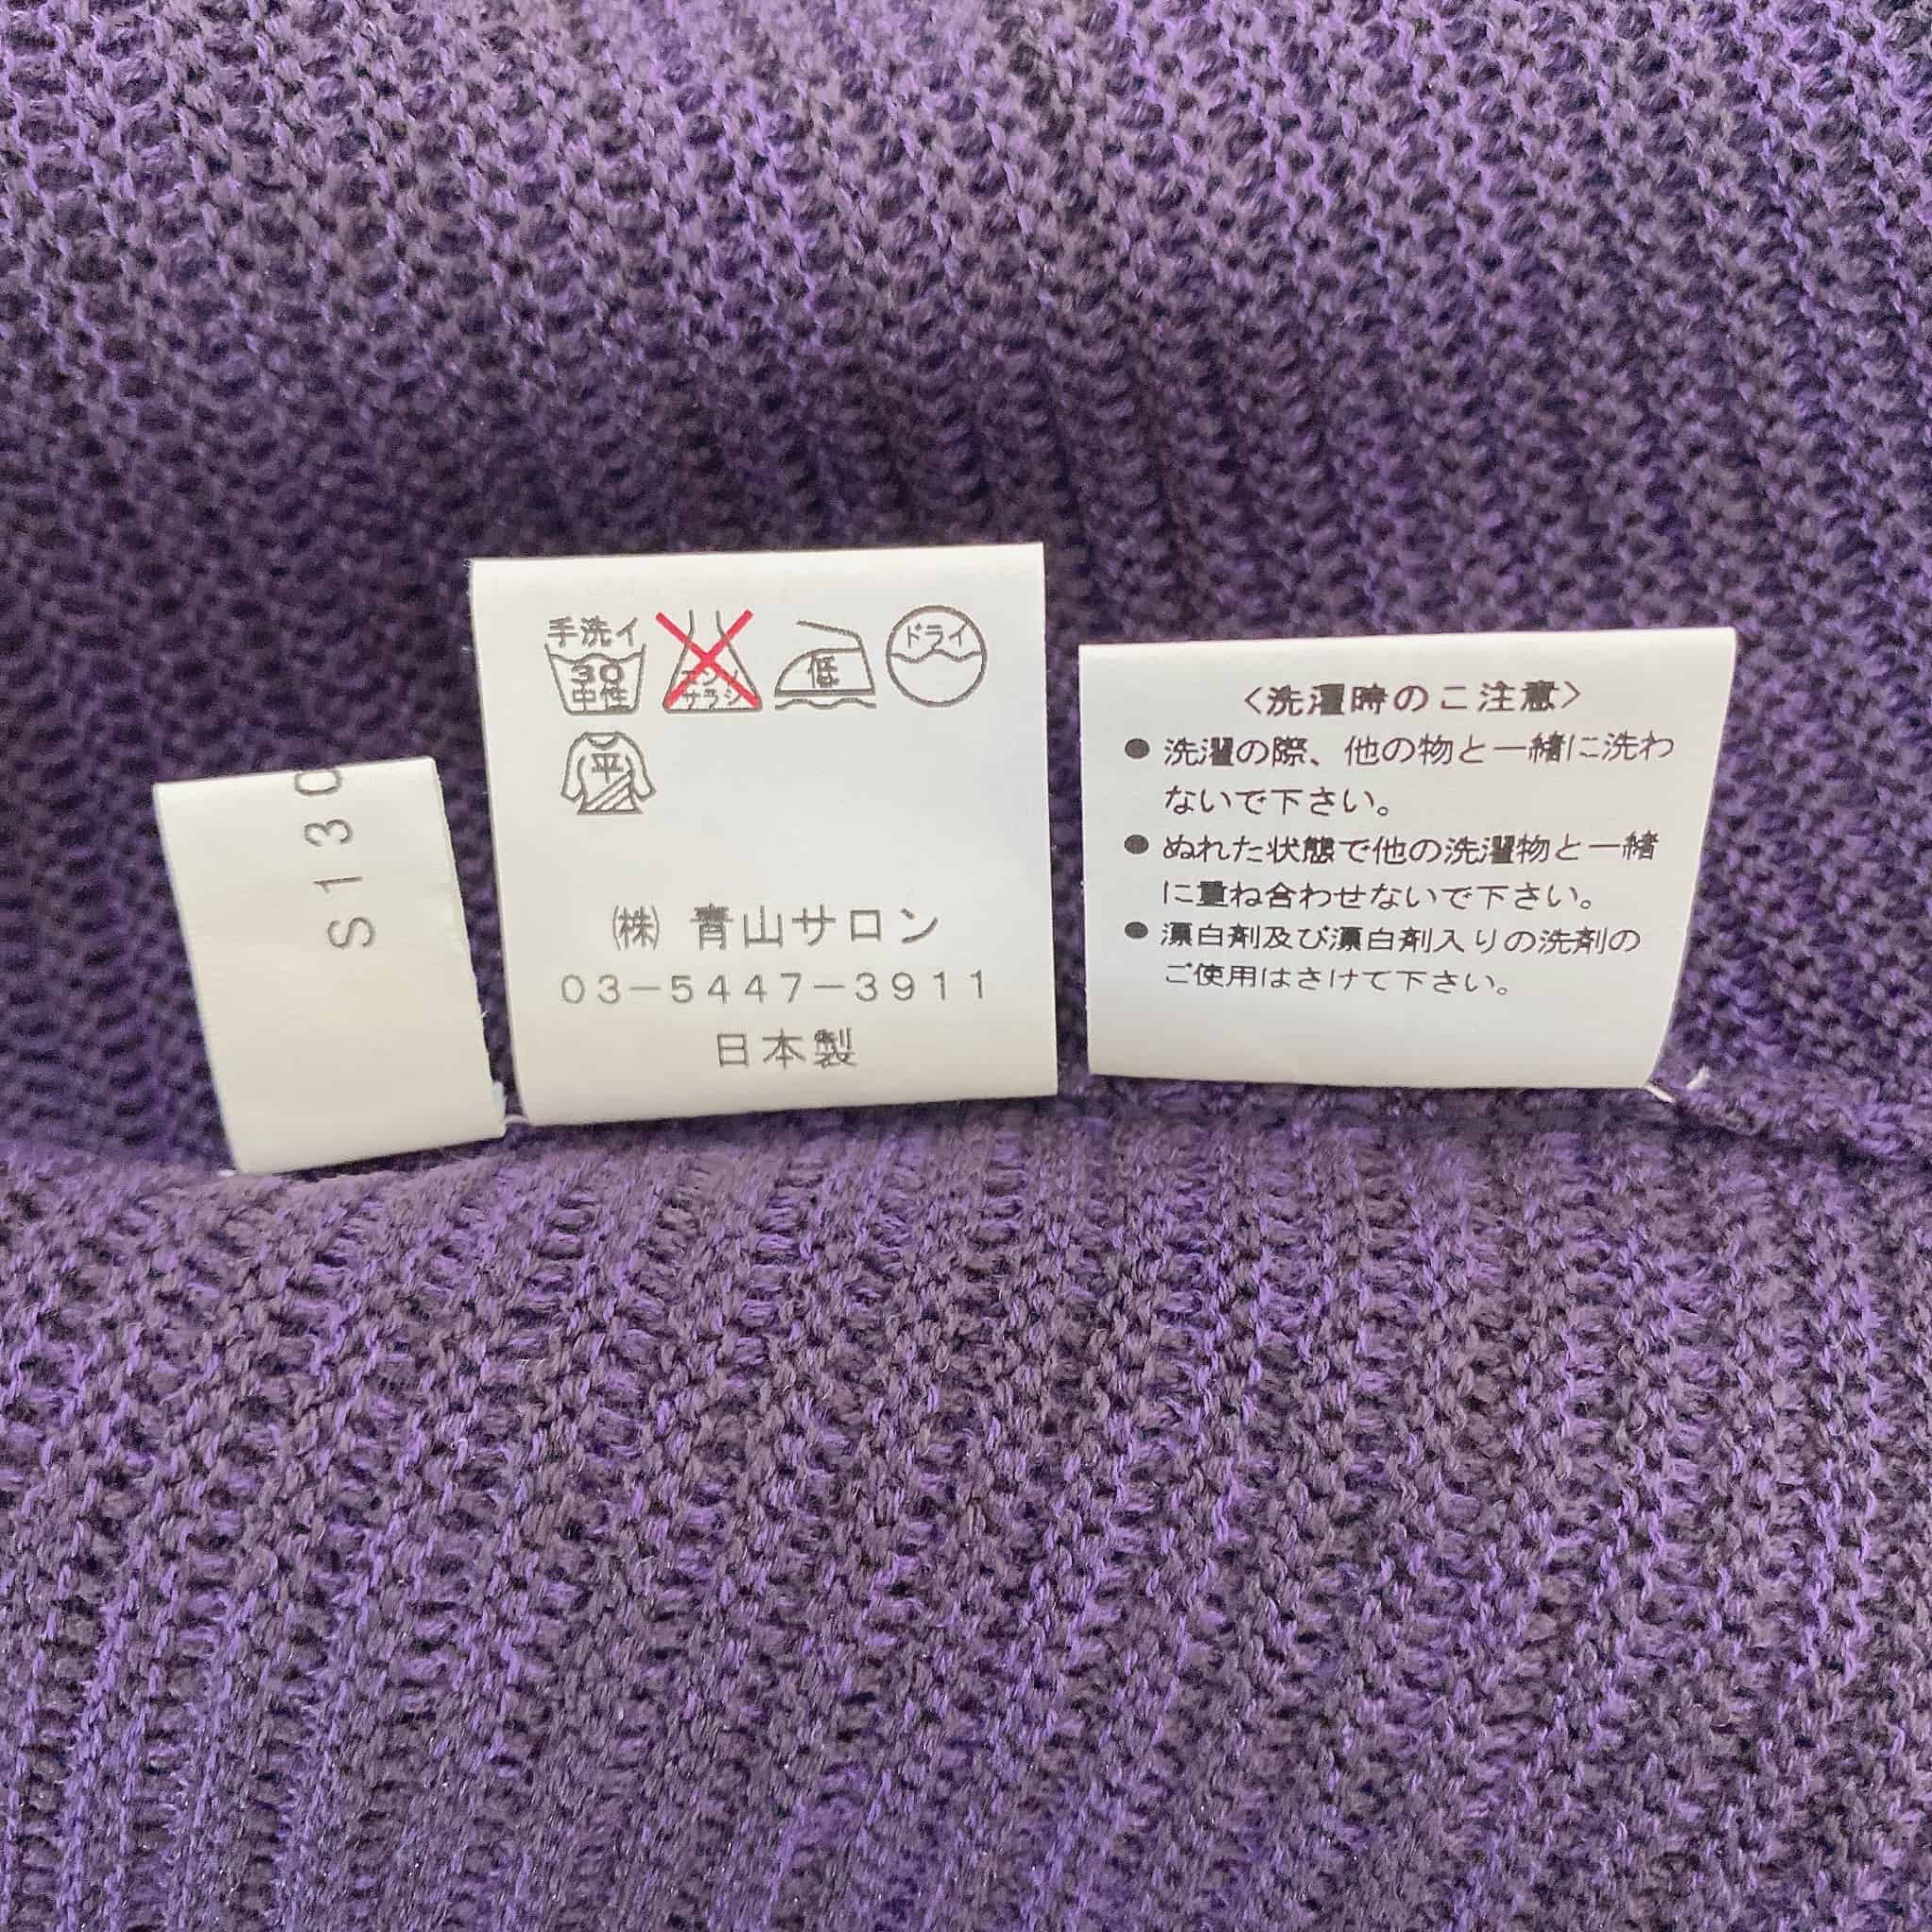 S130
手洗イ
30
中性
エンソ
サラシ
低
ドライ
平
㈱ 青山サロン
03-5447-3911
日本製
<洗濯時のご注意>
● 洗濯の際、他の物と一緒に洗わ
ないで下さい。
● ぬれた状態で他の洗濯物と一緒
に重ね合わせないで下さい。
● 漂白剤及び漂白剤入りの洗剤の
ご使用はさけて下さい。